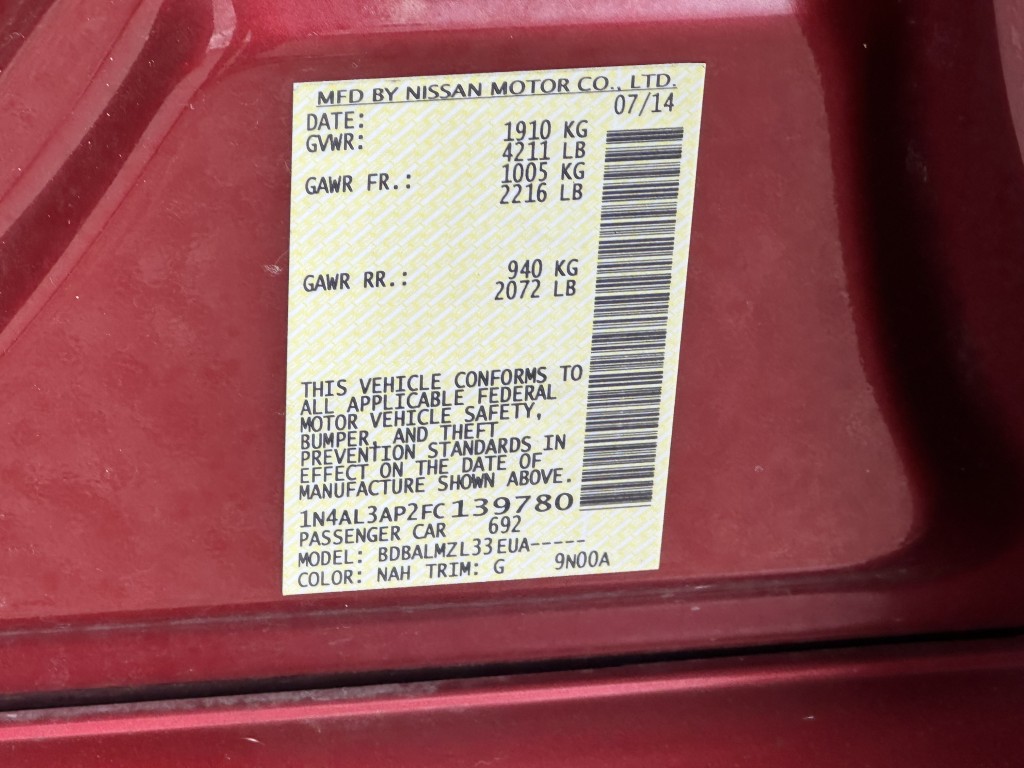 MFD BY NISSAN MOTOR CO., LTD.
DATE: 07/14
GVWR: 1910 KG
4211 LB
GAWR FR.: 1005 KG
2216 LB
GAWR RR.: 940 KG
2072 LB
THIS VEHICLE CONFORMS TO
ALL APPLICABLE FEDERAL
MOTOR VEHICLE SAFETY,
BUMPER, AND THEFT
PREVENTION STANDARDS IN
EFFECT ON THE DATE OF
MANUFACTURE SHOWN ABOVE.
1N4AL3AP2FC139780
PASSENGER CAR 692
MODEL: BDBALMZL33EUA-----
COLOR: NAH TRIM: G 9N00A